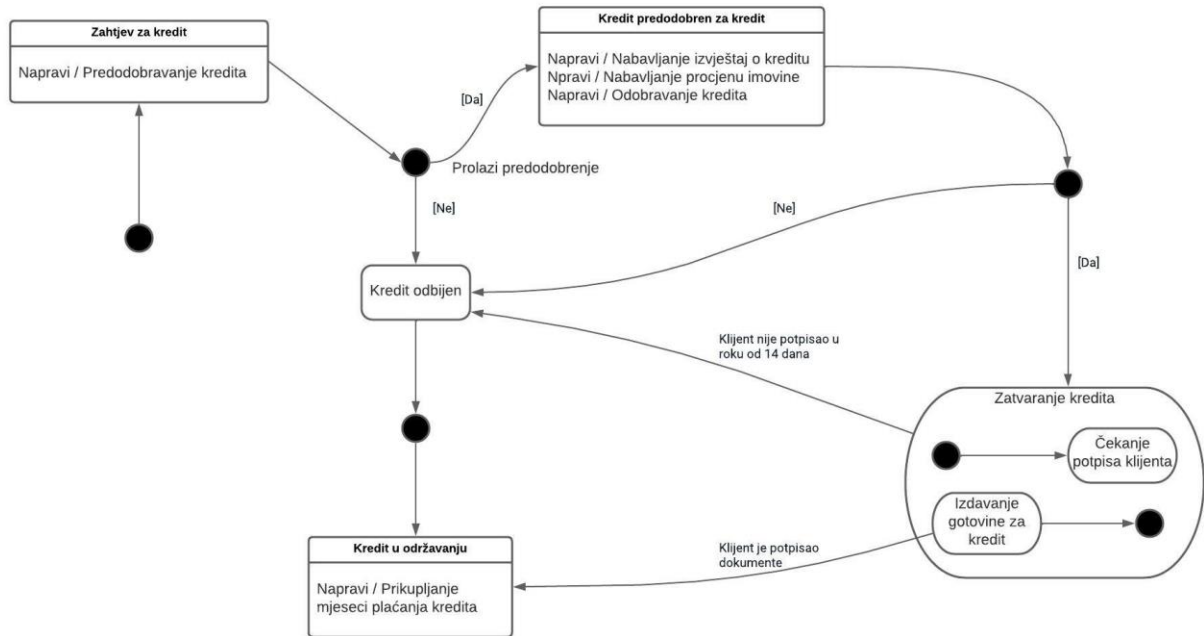 Zahtjev za kredit
Napravi / Predodobravanje kredita
Kredit predodobren za kredit
Napravi / Nabavljanje izvještaj o kreditu
Npravi / Nabavljanje procjenu imovine
Napravi / Odobravanje kredita
[Da]
Prolazi predodobrenje
[Ne]
[Ne]
[Da]
Kredit odbijen
Klijent nije potpisao u
roku od 14 dana
Zatvaranje kredita
Čekanje
potpisa klijenta
Izdavanje
gotovine za
kredit
Klijent je potpisao
dokumente
Kredit u održavanju
Napravi / Prikupljanje
mjeseci plaćanja kredita